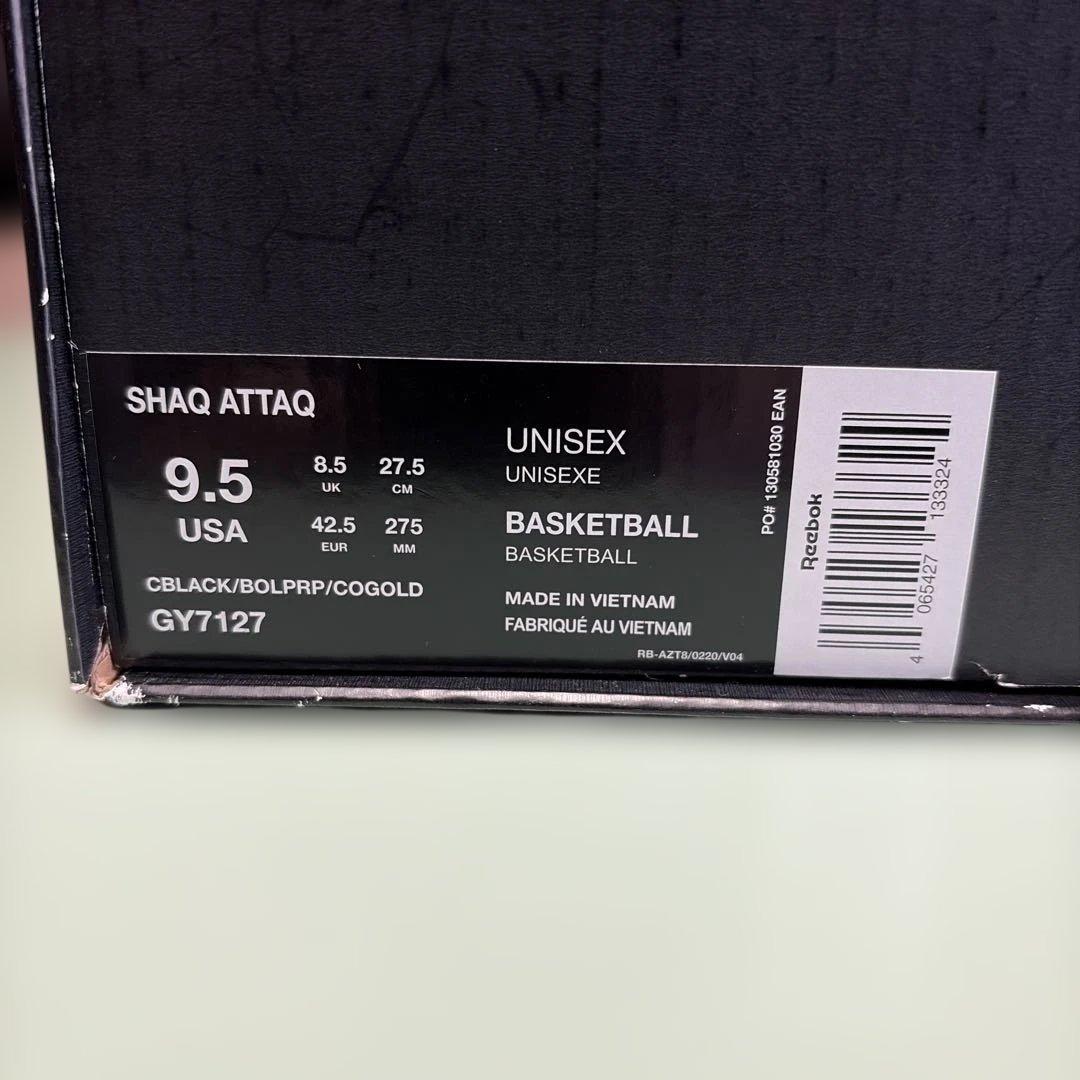 SHAQ ATTAQ
9.5
USA
8.5
UK
27.5
CM
42.5
EUR
275
MM
CBLACK/BOLPRP/COGOLD
GY7127
UNISEX
UNISEXE
BASKETBALL
BASKETBALL
MADE IN VIETNAM
FABRIQUÉ AU VIETNAM
RB-AZT8/0220/V04
PO# 130581030 EAN
Reebok
4 065427 133324